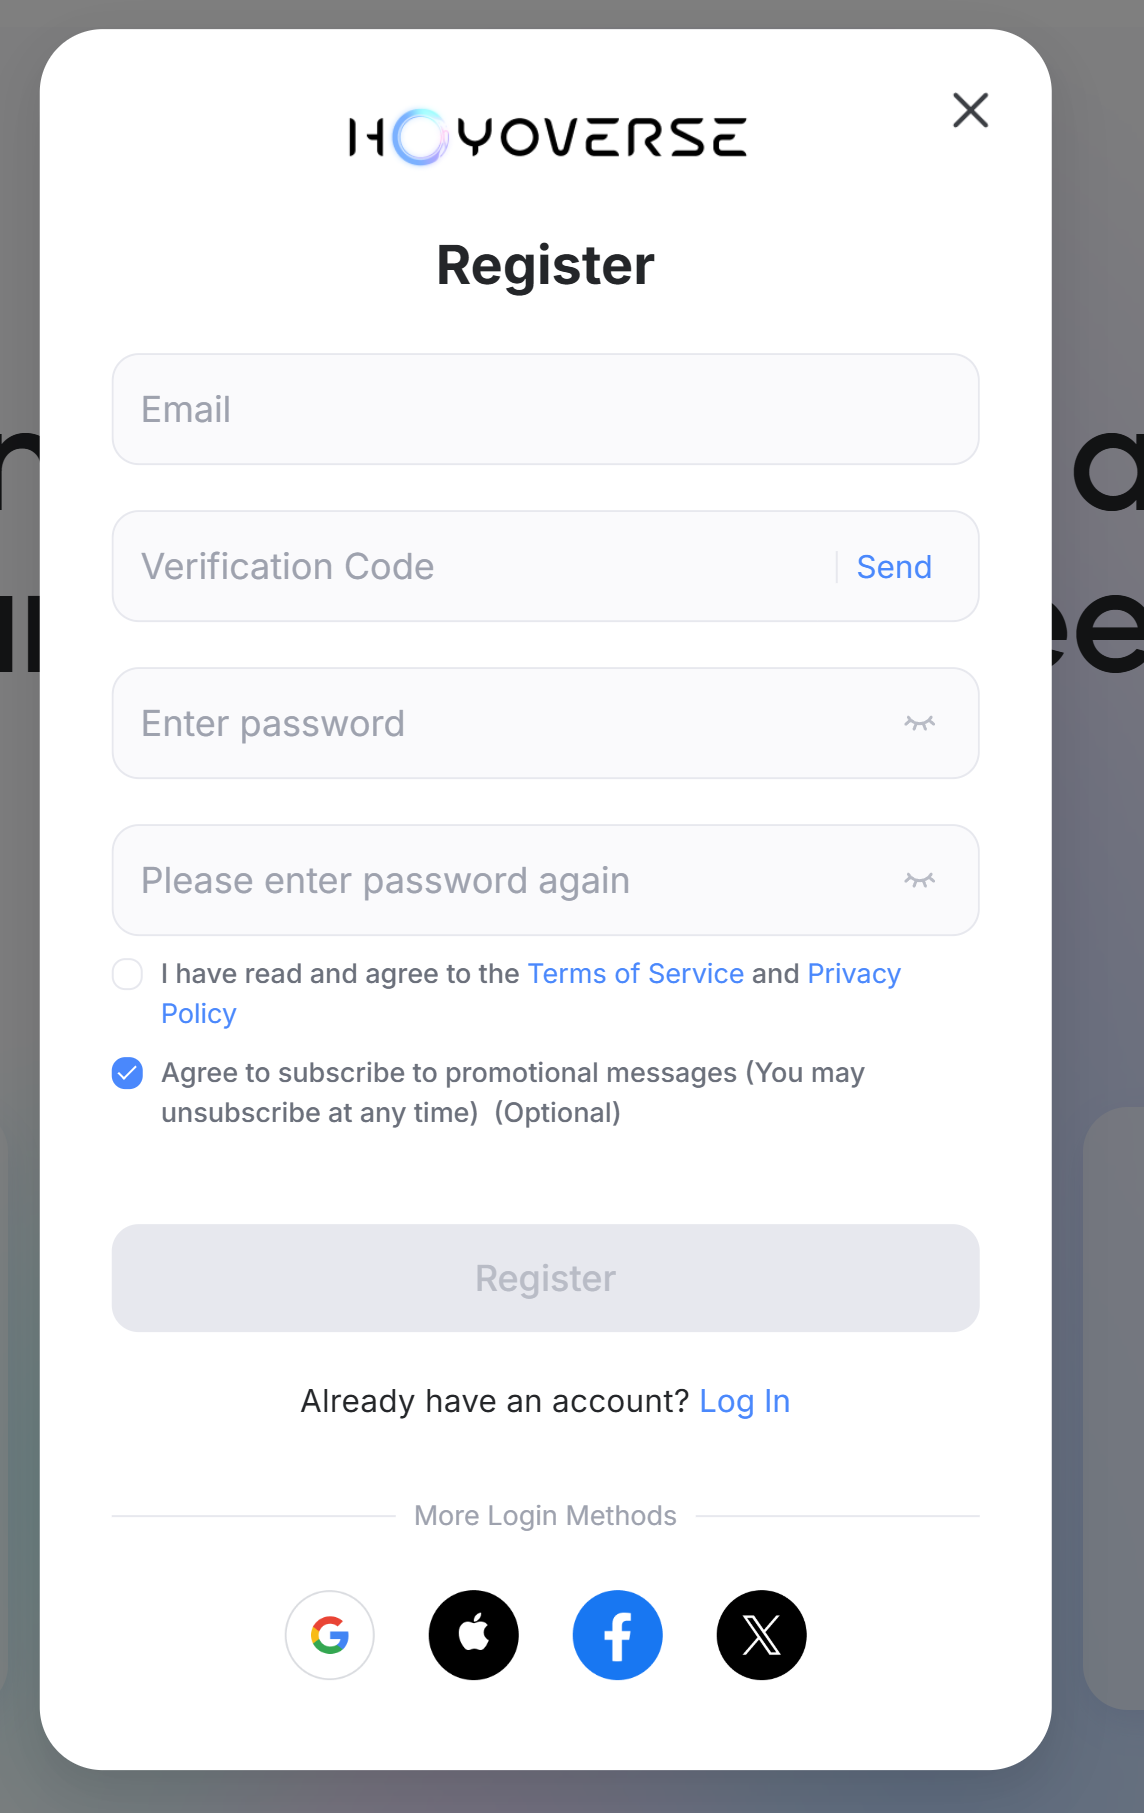 HOYOVERSE
Register
Email
Verification Code
Send
Enter password
Please enter password again
I have read and agree to the Terms of Service and Privacy
Policy
Agree to subscribe to promotional messages (You may
unsubscribe at any time)  (Optional)
Register
Already have an account? Log In
More Login Methods